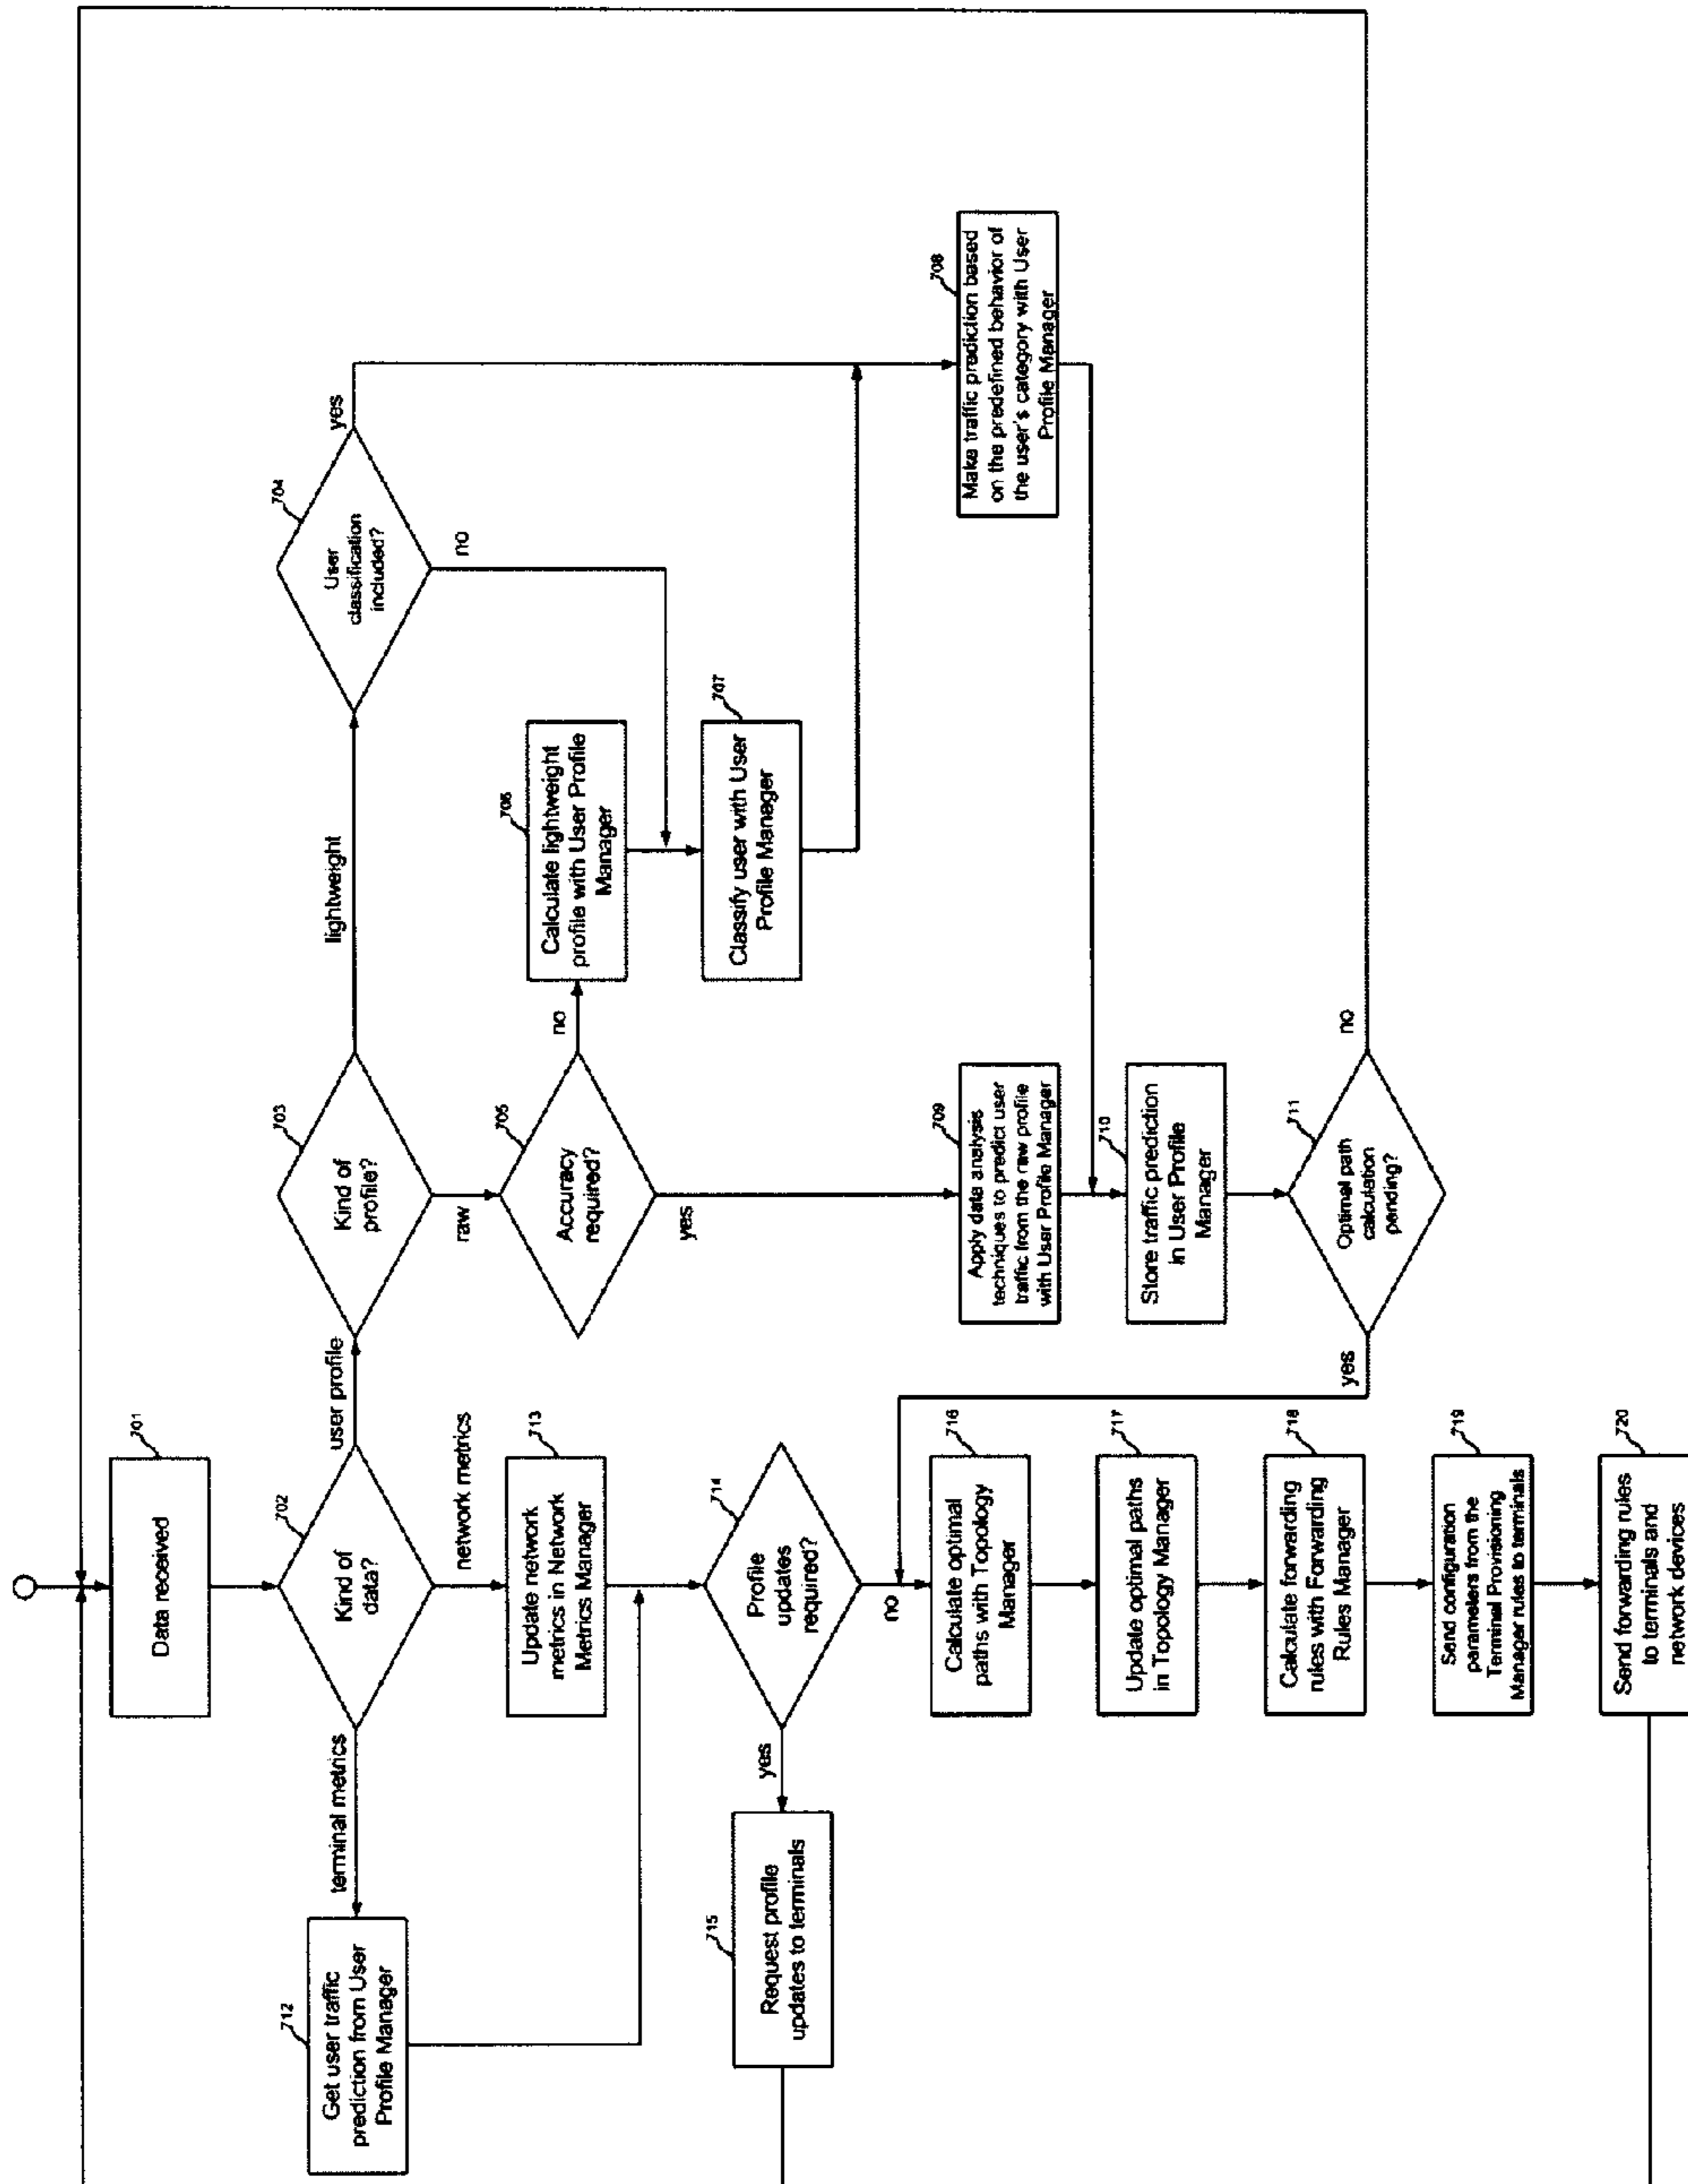 701
Data received
702
Kind of
data?
user profile
network metrics
terminal metrics
703
Kind of
profile?
lightweight
raw
704
User
classification
included?
yes
no
705
Accuracy
required?
no
yes
706
Calculate lightweight
profile with User Profile
Manager
707
Classify user with User
Profile Manager
708
Make traffic prediction based
on the predefined behavior of
the user's category with User
Profile Manager
709
Apply data analysis
techniques to predict user
traffic from the raw profile
with User Profile Manager
710
Store traffic prediction
in User Profile
Manager
711
Optimal path
calculation
pending?
no
yes
712
Get user traffic
prediction from User
Profile Manager
713
Update network
metrics in Network
Metrics Manager
714
Profile
updates
required?
yes
no
715
Request profile
updates to terminals
716
Calculate optimal
paths with Topology
Manager
717
Update optimal paths
in Topology Manager
718
Calculate forwarding
rules with Forwarding
Rules Manager
719
Send configuration
parameters from the
Terminal Provisioning
Manager rules to terminals
720
Send forwarding rules
to terminals and
network devices